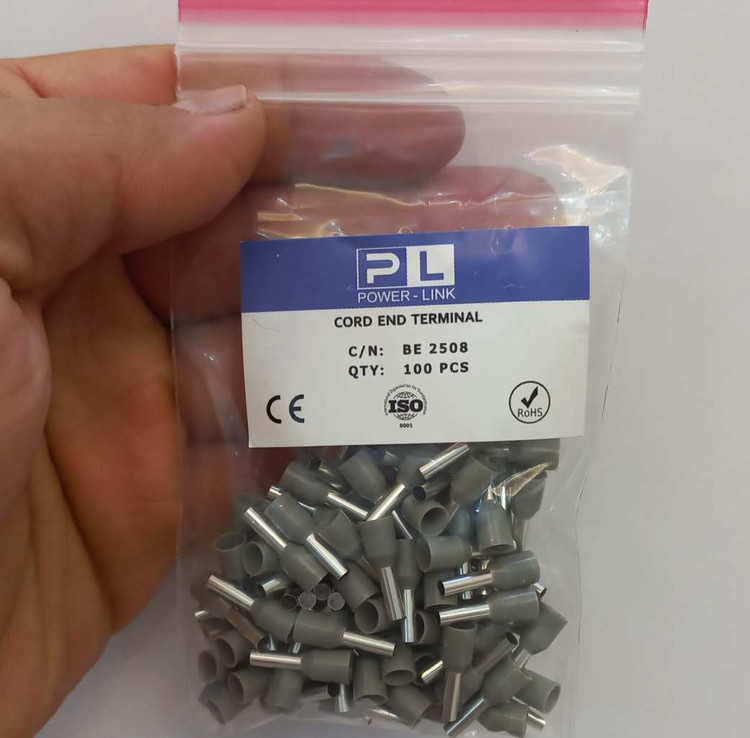 PL
POWER - LINK
CORD END TERMINAL
C/N: BE 2508
QTY: 100 PCS
CE
ISO
9001
RoHS